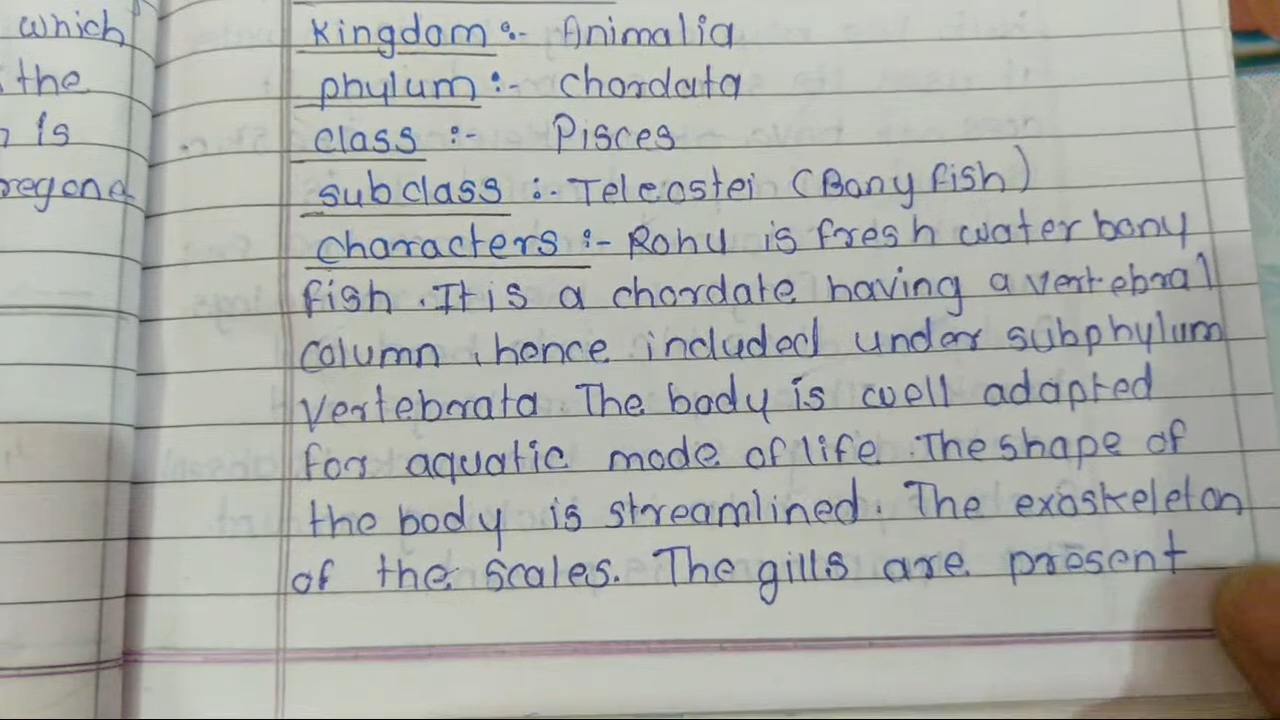 which
the
is
regend
Kingdom :- Animalia
phylum :- chordata
class :- Pisces
subclass :- Teleostei (Bony fish)
characters :- Rohu is fresh water bony
fish. It is a chordate having a vertebral
column, hence included under subphylum
vertebrata. The body is well adapted
for aquatic mode of life. The shape of
the body is streamlined. The exoskeleton
of the scales. The gills are present